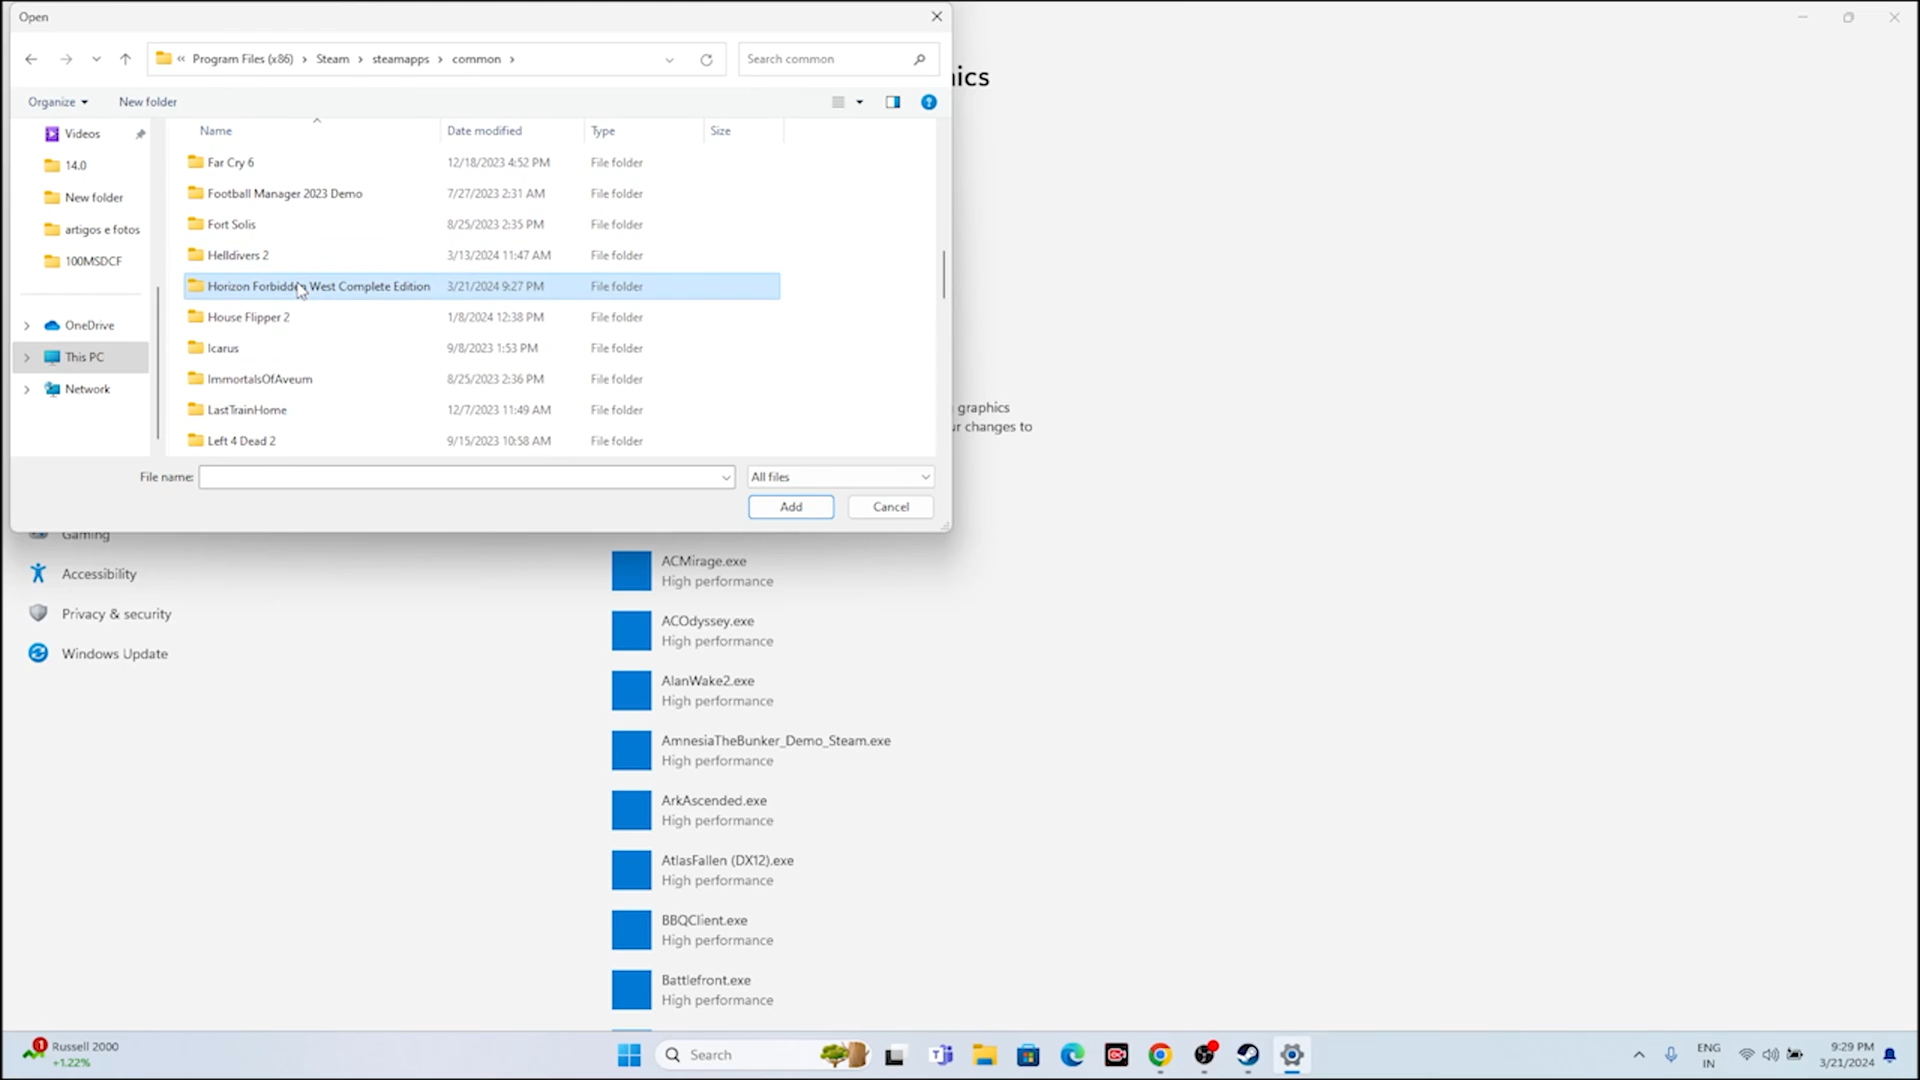 Open
« Program Files (x86) › Steam › steamapps › common ›
Search common
Organize
New folder
Name
Date modified
Type
Size
Videos
14.0
New folder
artigos e fotos
100MSDCF
OneDrive
This PC
Network
Far Cry 6 12/18/2023 4:52 PM File folder
Football Manager 2023 Demo 7/27/2023 2:31 AM File folder
Fort Solis 8/25/2023 2:35 PM File folder
Helldivers 2 3/13/2024 11:47 AM File folder
Horizon Forbidden West Complete Edition 3/21/2024 9:27 PM File folder
House Flipper 2 1/8/2024 12:38 PM File folder
Icarus 9/8/2023 1:53 PM File folder
ImmortalsOfAveum 8/25/2023 2:36 PM File folder
LastTrainHome 12/7/2023 11:49 AM File folder
Left 4 Dead 2 9/15/2023 10:58 AM File folder
File name:
All files
Add
Cancel
ics
graphics
ur changes to
Gaming
Accessibility
Privacy & security
Windows Update
ACMirage.exe
High performance
ACOdyssey.exe
High performance
AlanWake2.exe
High performance
AmnesiaTheBunker_Demo_Steam.exe
High performance
ArkAscended.exe
High performance
AtlasFallen (DX12).exe
High performance
BBQClient.exe
High performance
Battlefront.exe
High performance
1
Russell 2000
+1.22%
Search
ENG
IN
9:29 PM
3/21/2024